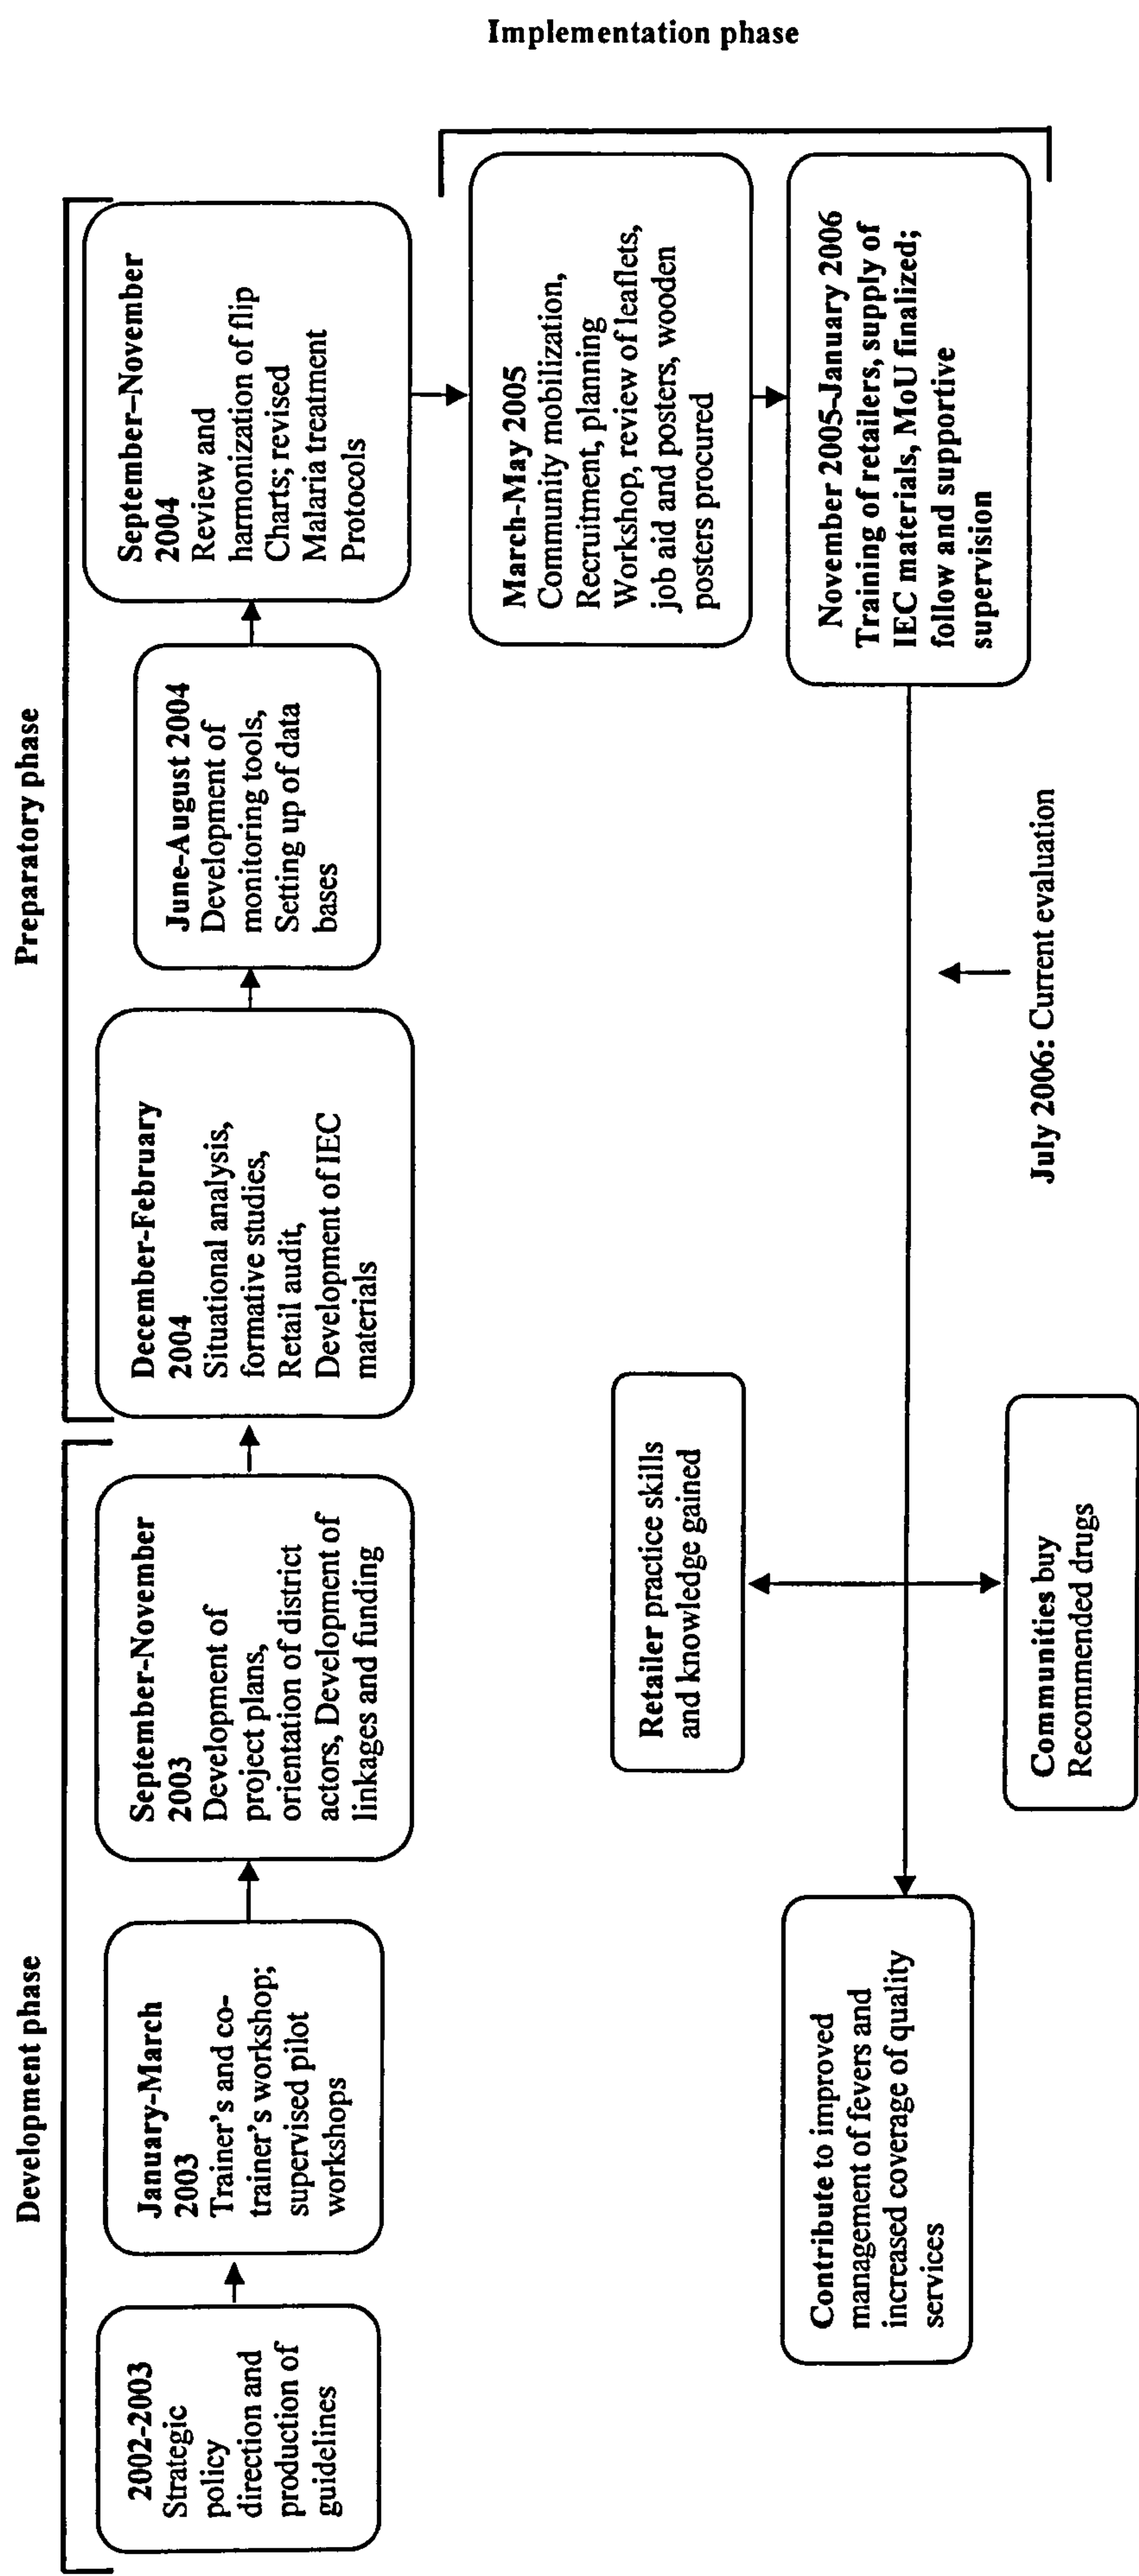 Development phase
Preparatory phase
Implementation phase
2002-2003
Strategic
policy
direction and
production of
guidelines
January-March
2003
Trainer's and co-
trainer's workshop;
supervised pilot
workshops
September-November
2003
Development of
project plans,
orientation of district
actors, Development of
linkages and funding
December-February
2004
Situational analysis,
formative studies,
Retail audit,
Development of IEC
materials
June-August 2004
Development of
monitoring tools,
Setting up of data
bases
September–November
2004
Review and
harmonization of flip
Charts; revised
Malaria treatment
Protocols
March-May 2005
Community mobilization,
Recruitment, planning
Workshop, review of leaflets,
job aid and posters, wooden
posters procured
November 2005-January 2006
Training of retailers, supply of
IEC materials, MoU finalized;
follow and supportive
supervision
July 2006: Current evaluation
Retailer practice skills
and knowledge gained
Communities buy
Recommended drugs
Contribute to improved
management of fevers and
increased coverage of quality
services